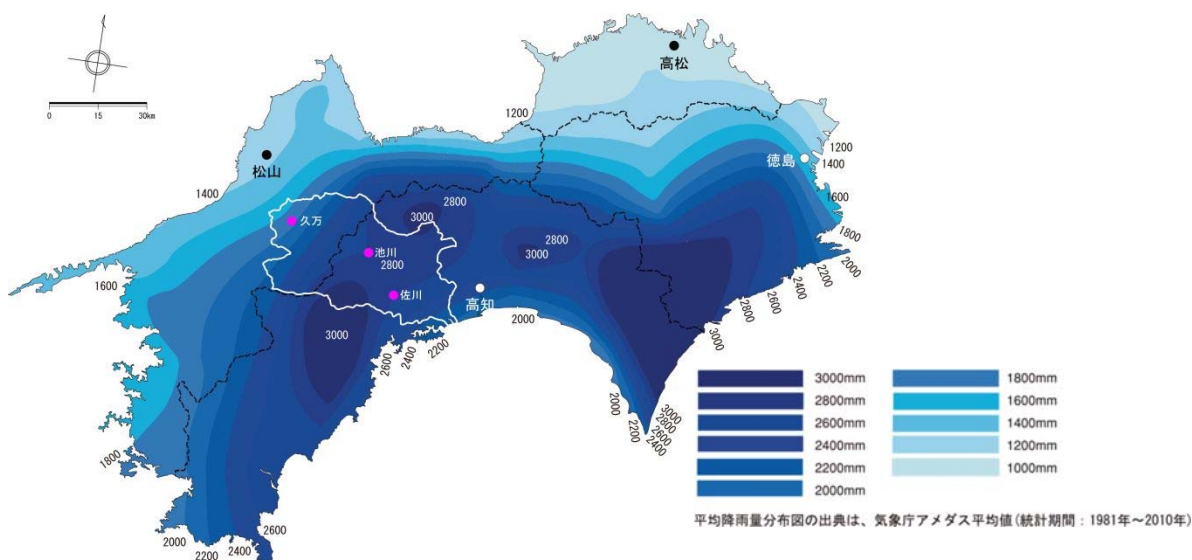 0 15 30km
高松
松山
徳島
久万
池川
佐川
高知
1200
1200
1400
1600
1800
2000
2200
2400
2600
2800
3000
1400
1600
1800
2000
2200
2400
2600
2600
2400
2200
2000
2000
2200
3000
2800
2600
2400
2800
3000
2800
3000
2800
3000
3000mm 1800mm
2800mm 1600mm
2600mm 1400mm
2400mm 1200mm
2200mm 1000mm
2000mm
平均降雨量分布図の出典は、気象庁アメダス平均値(統計期間：1981年～2010年)